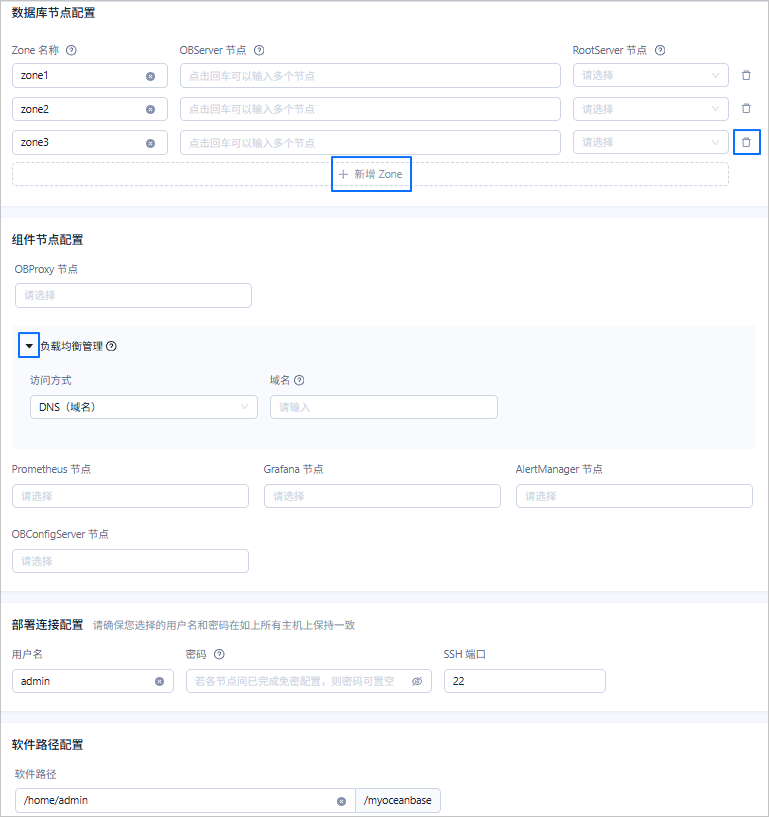 数据库节点配置
Zone 名称 OBServer 节点 RootServer 节点
zone1 点击回车可以输入多个节点 请选择
zone2 点击回车可以输入多个节点 请选择
zone3 点击回车可以输入多个节点 请选择
新增 Zone
组件节点配置
OBProxy 节点
请选择
负载均衡管理
访问方式 域名
DNS（域名） 请输入
Prometheus 节点 Grafana 节点 AlertManager 节点
请选择 请选择 请选择
OBConfigServer 节点
请选择
部署连接配置 请确保您选择的用户名和密码在如上所有主机上保持一致
用户名 密码 SSH 端口
admin 若各节点间已完成免密配置，则密码可置空 22
软件路径配置
软件路径
/home/admin /myoceanbase